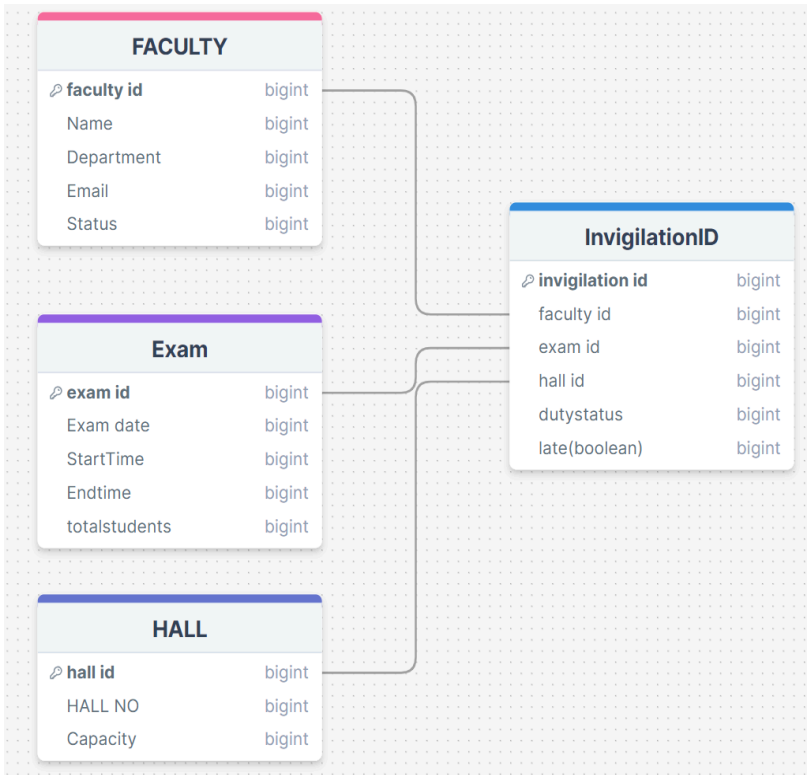 FACULTY
faculty id bigint
Name bigint
Department bigint
Email bigint
Status bigint
Exam
exam id bigint
Exam date bigint
StartTime bigint
Endtime bigint
totalstudents bigint
HALL
hall id bigint
HALL NO bigint
Capacity bigint
InvigilationID
invigilation id bigint
faculty id bigint
exam id bigint
hall id bigint
dutystatus bigint
late(boolean) bigint